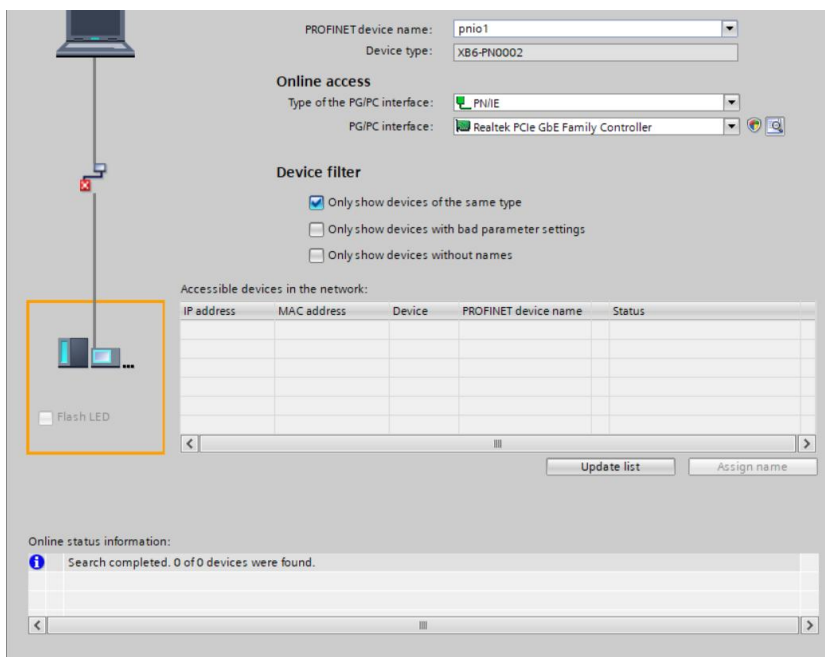 PROFINET device name: pnio1
Device type: XB6-PN0002
Online access
Type of the PG/PC interface: PN/IE
PG/PC interface: Realtek PCIe GbE Family Controller
Device filter
Only show devices of the same type
Only show devices with bad parameter settings
Only show devices without names
Accessible devices in the network:
IP address MAC address Device PROFINET device name Status
Flash LED
Update list Assign name
Online status information:
Search completed. 0 of 0 devices were found.